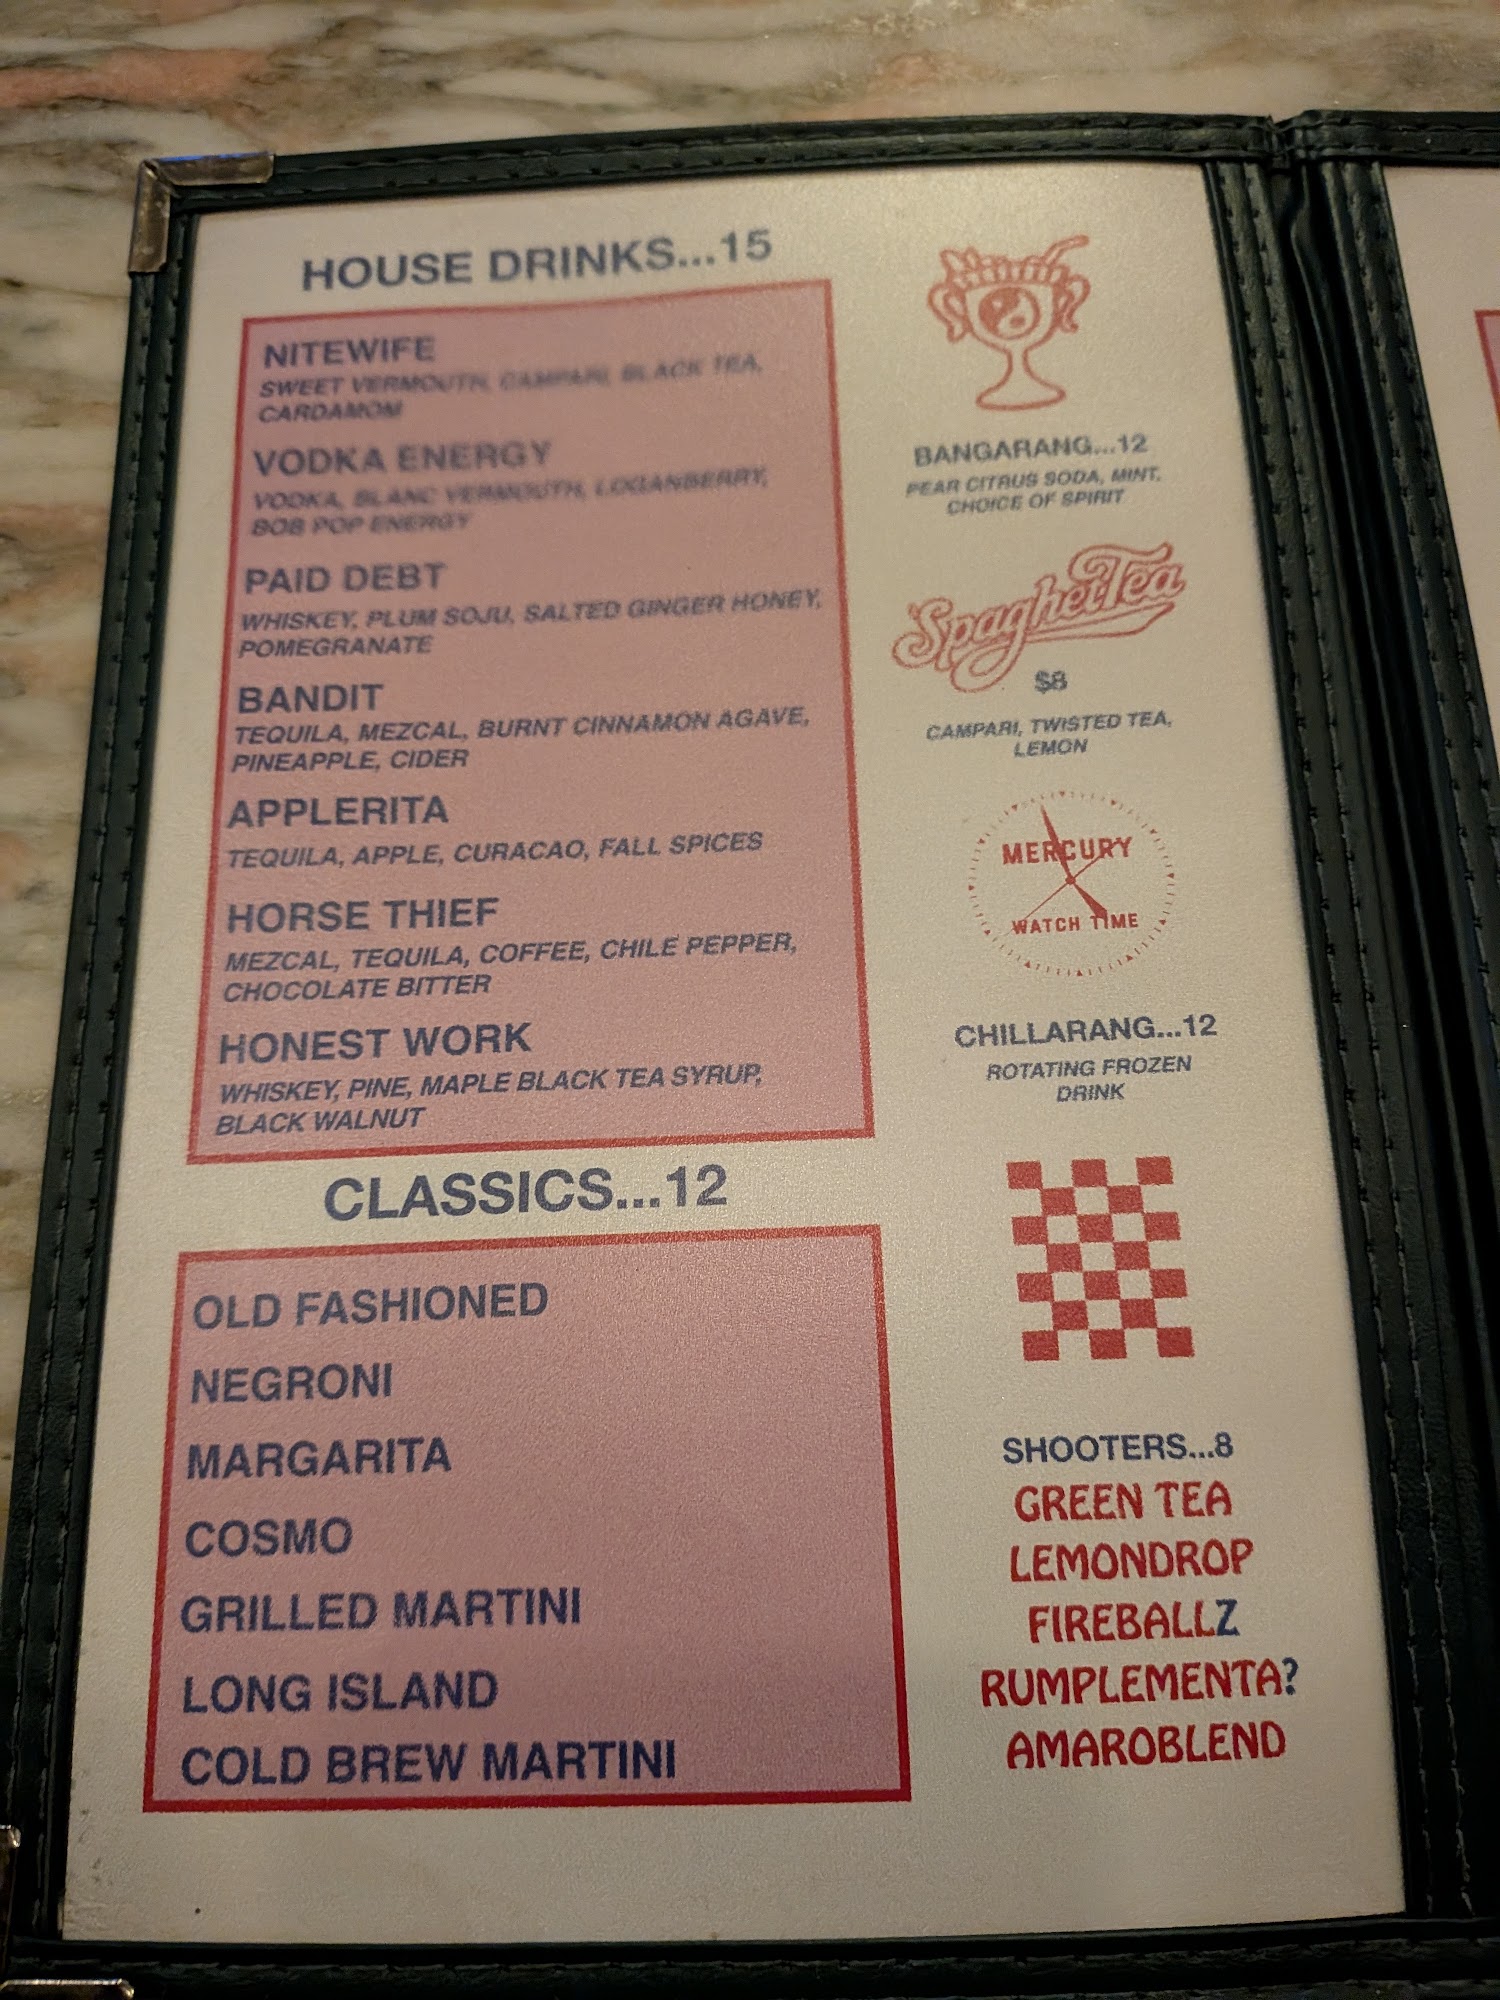 HOUSE DRINKS...15
NITEWIFE
SWEET VERMOUTH, CAMPARI, BLACK TEA,
CARDAMOM
VODKA ENERGY
VODKA, BLANC VERMOUTH, LOGANBERRY,
BOB POP ENERGY
PAID DEBT
WHISKEY, PLUM SOJU, SALTED GINGER HONEY,
POMEGRANATE
BANDIT
TEQUILA, MEZCAL, BURNT CINNAMON AGAVE,
PINEAPPLE, CIDER
APPLERITA
TEQUILA, APPLE, CURACAO, FALL SPICES
HORSE THIEF
MEZCAL, TEQUILA, COFFEE, CHILE PEPPER,
CHOCOLATE BITTER
HONEST WORK
WHISKEY, PINE, MAPLE BLACK TEA SYRUP,
BLACK WALNUT
CLASSICS...12
OLD FASHIONED
NEGRONI
MARGARITA
COSMO
GRILLED MARTINI
LONG ISLAND
COLD BREW MARTINI
BANGARANG...12
PEAR CITRUS SODA, MINT,
CHOICE OF SPIRIT
SpaghetTea
$8
CAMPARI, TWISTED TEA,
LEMON
MERCURY
WATCH TIME
CHILLARANG...12
ROTATING FROZEN
DRINK
SHOOTERS...8
GREEN TEA
LEMONDROP
FIREBALLZ
RUMPLEMENTA?
AMAROBLEND